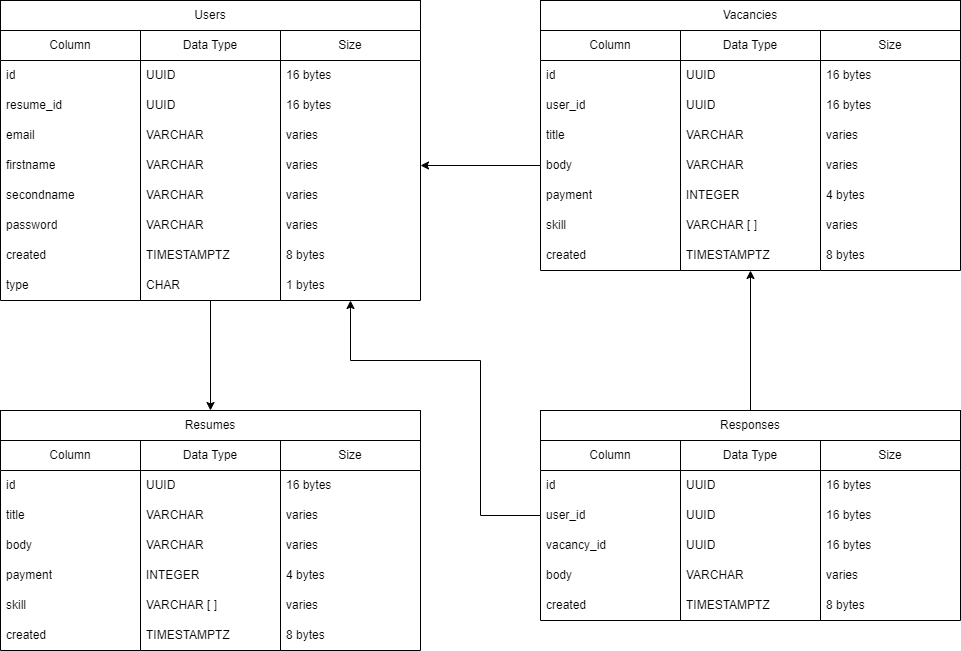 Users
Column Data Type Size
id UUID 16 bytes
resume_id UUID 16 bytes
email VARCHAR varies
firstname VARCHAR varies
secondname VARCHAR varies
password VARCHAR varies
created TIMESTAMPTZ 8 bytes
type CHAR 1 bytes
Vacancies
Column Data Type Size
id UUID 16 bytes
user_id UUID 16 bytes
title VARCHAR varies
body VARCHAR varies
payment INTEGER 4 bytes
skill VARCHAR [ ] varies
created TIMESTAMPTZ 8 bytes
Resumes
Column Data Type Size
id UUID 16 bytes
title VARCHAR varies
body VARCHAR varies
payment INTEGER 4 bytes
skill VARCHAR [ ] varies
created TIMESTAMPTZ 8 bytes
Responses
Column Data Type Size
id UUID 16 bytes
user_id UUID 16 bytes
vacancy_id UUID 16 bytes
body VARCHAR varies
created TIMESTAMPTZ 8 bytes